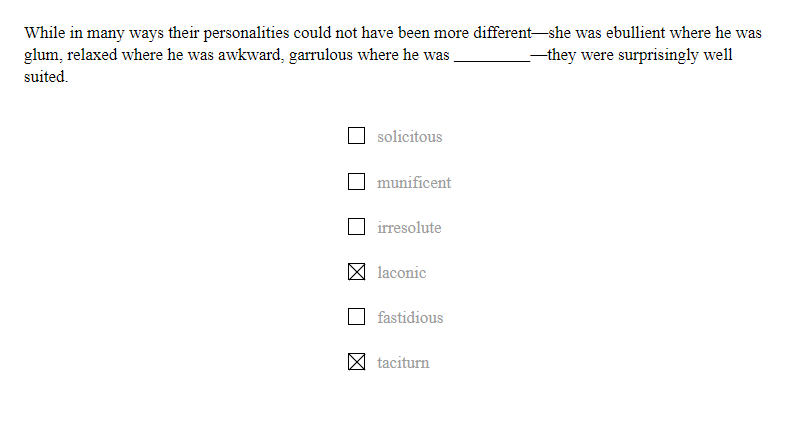 While in many ways their personalities could not have been more different—she was ebullient where he was
glum, relaxed where he was awkward, garrulous where he was _________—they were surprisingly well
suited.
solicitous
munificent
irresolute
laconic
fastidious
taciturn